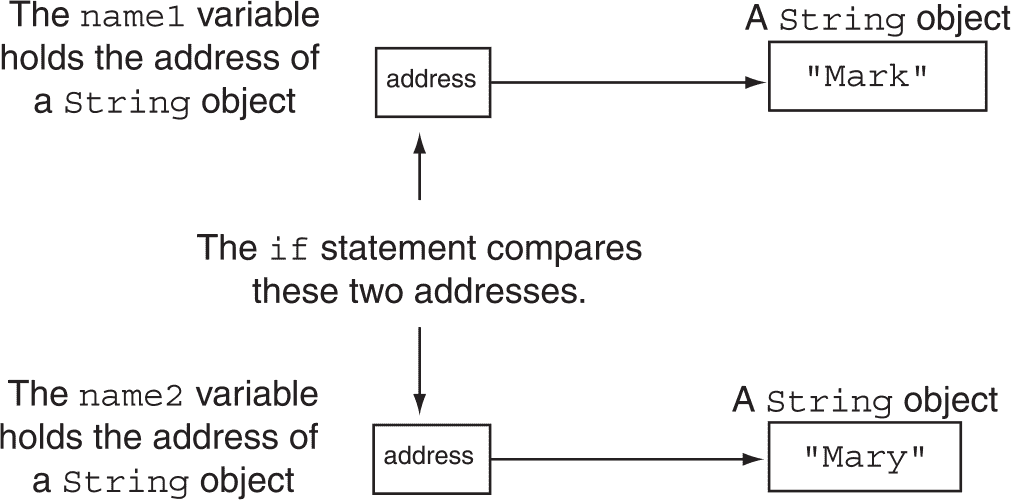 The name1 variable
holds the address of
a String object
address
A String object
"Mark"
The if statement compares
these two addresses.
The name2 variable
holds the address of
a String object
address
A String object
"Mary"